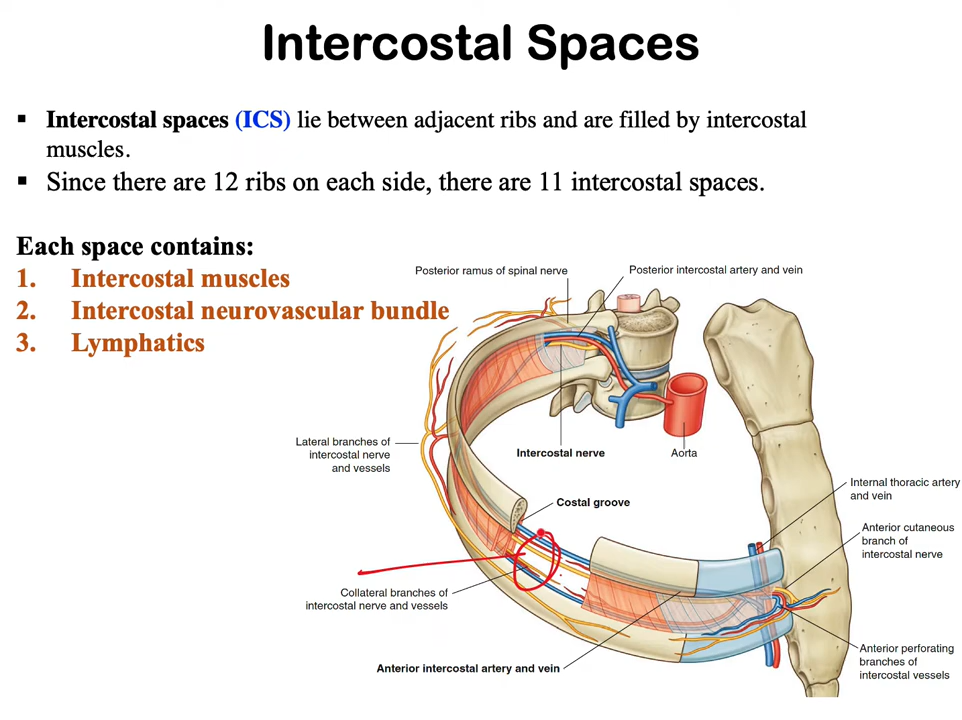 Intercostal Spaces
▪ Intercostal spaces (ICS) lie between adjacent ribs and are filled by intercostal
muscles.
▪ Since there are 12 ribs on each side, there are 11 intercostal spaces.
Each space contains:
1. Intercostal muscles
2. Intercostal neurovascular bundle
3. Lymphatics
Posterior ramus of spinal nerve
Posterior intercostal artery and vein
Lateral branches of
intercostal nerve
and vessels
Intercostal nerve
Aorta
Internal thoracic artery
and vein
Costal groove
Anterior cutaneous
branch of
intercostal nerve
Collateral branches of
intercostal nerve and vessels
Anterior perforating
branches of
intercostal vessels
Anterior intercostal artery and vein